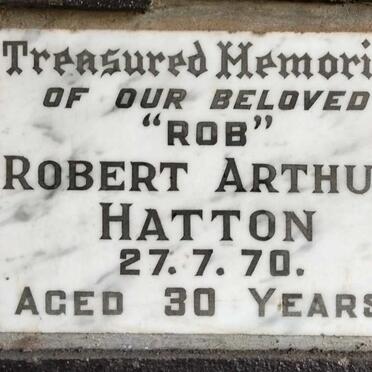 Treasured Memori
OF OUR BELOVED
"ROB"
ROBERT ARTHU
HATTON
27.7.70.
AGED 30 YEARS